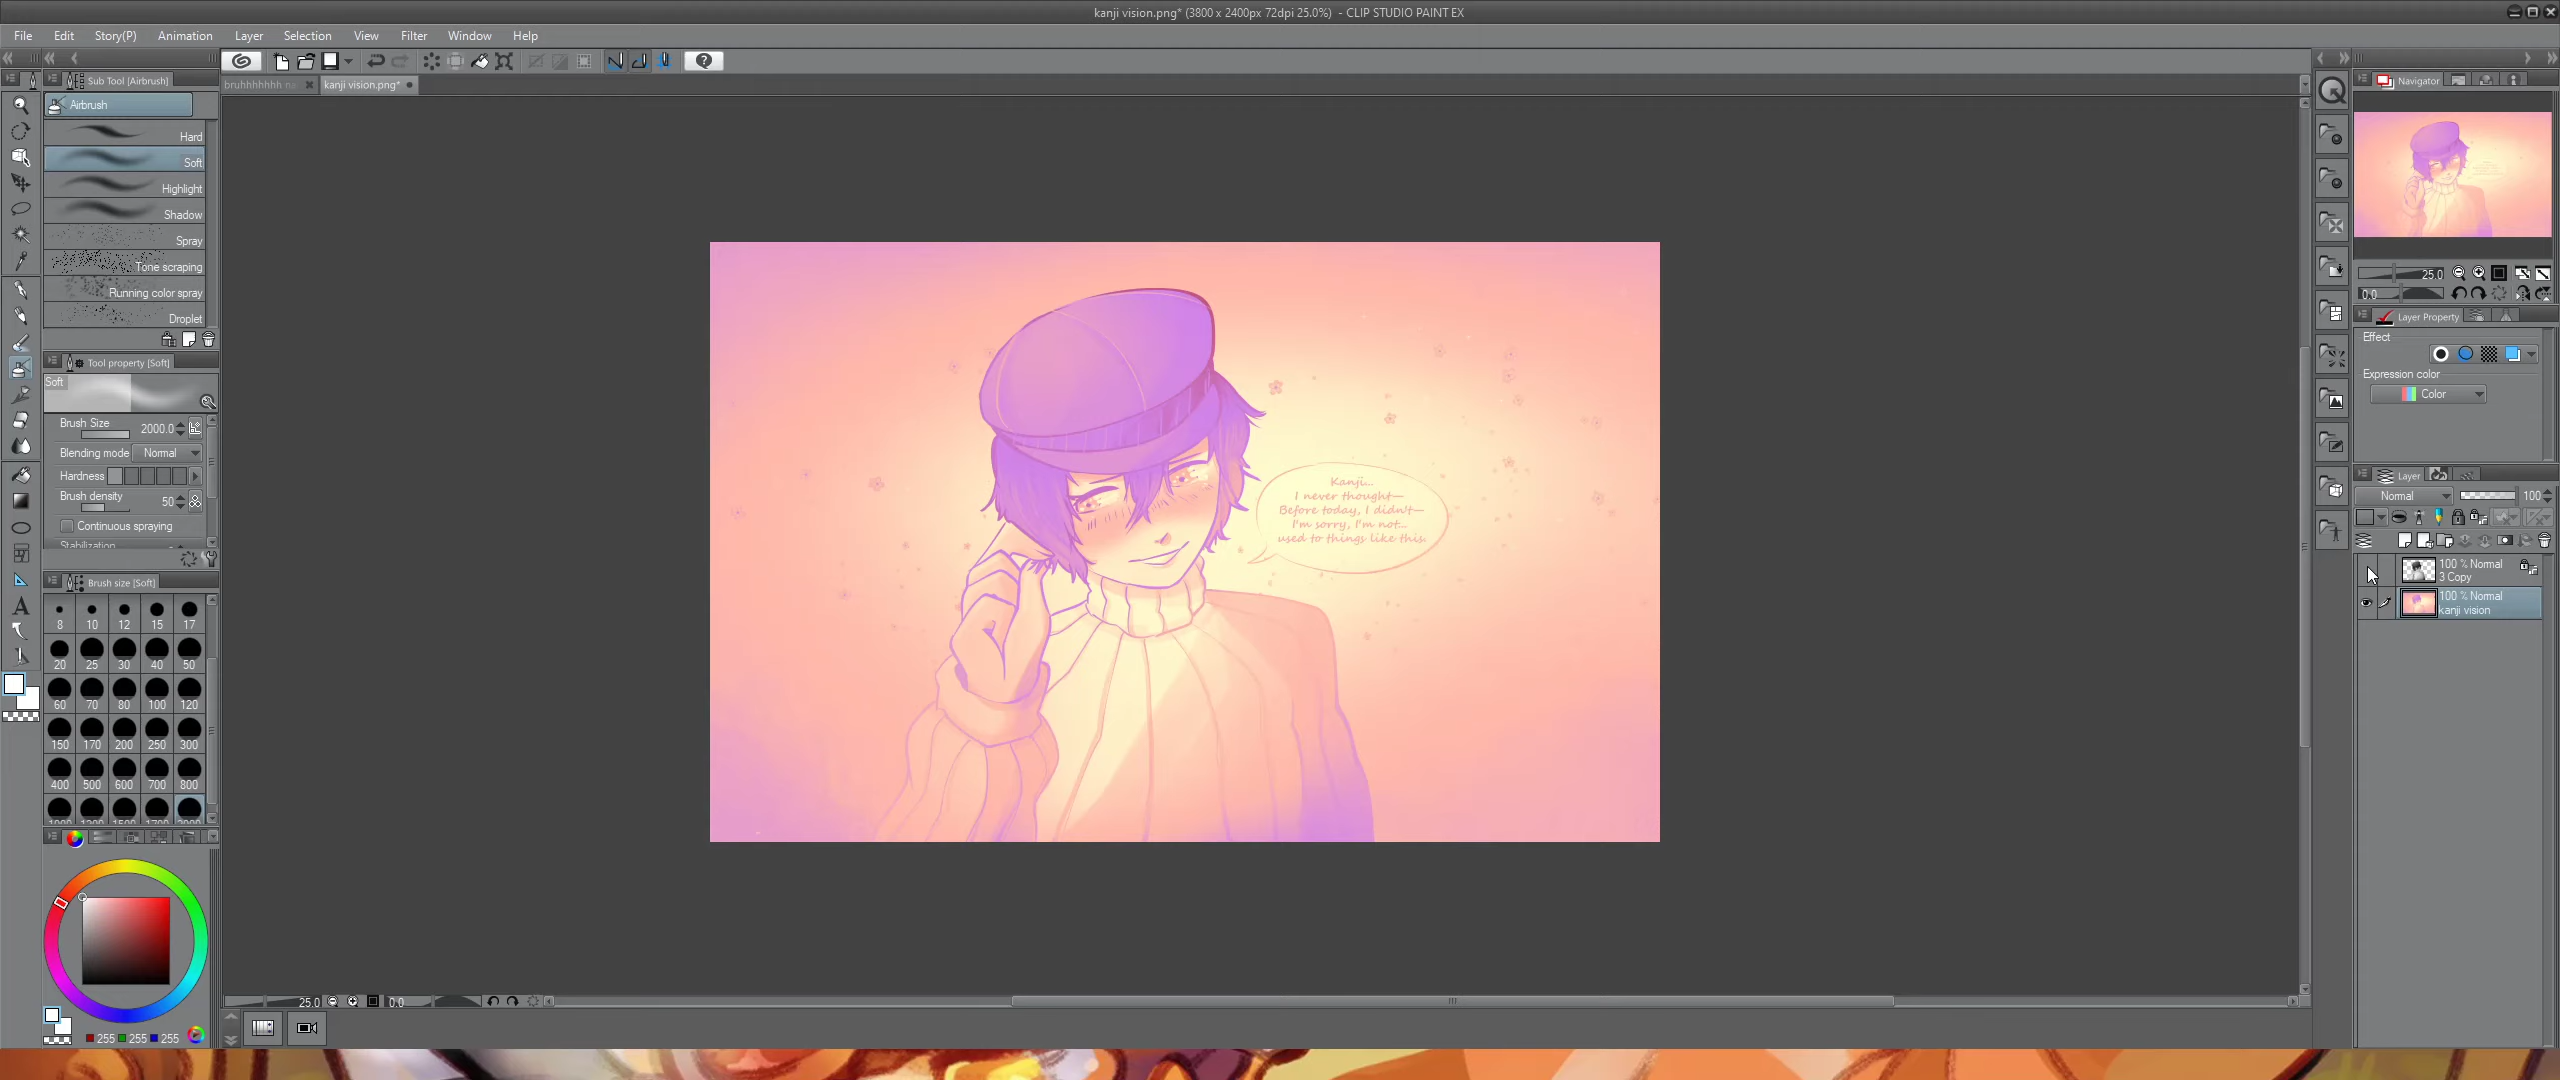 kanji vision.png* (3800 x 2400px 72dpi 25.0%) - CLIP STUDIO PAINT EX
File Edit Story(P) Animation Layer Selection View Filter Window Help
Sub Tool [Airbrush]
bruhhhhhhh
kanji vision.png*
Airbrush
Hard
Soft
Highlight
Shadow
Spray
Tone scraping
Running color spray
Droplet
Tool property [Soft]
Soft
Brush Size 2000.0
Blending mode Normal
Hardness
Brush density 50
Continuous spraying
Stabilization
Brush size [Soft]
8 10 12 15 17
20 25 30 40 50
60 70 80 100 120
150 170 200 250 300
400 500 600 700 800
255 255 255
Kanji...
I never thought—
Before today, I didn't—
I'm sorry, I'm not...
used to things like this.
25.0 0.0
Navigator
25.0
0.0
Layer Property
Effect
Expression color
Color
Layer
Normal 100
100 % Normal
3 Copy
100 % Normal
kanji vision